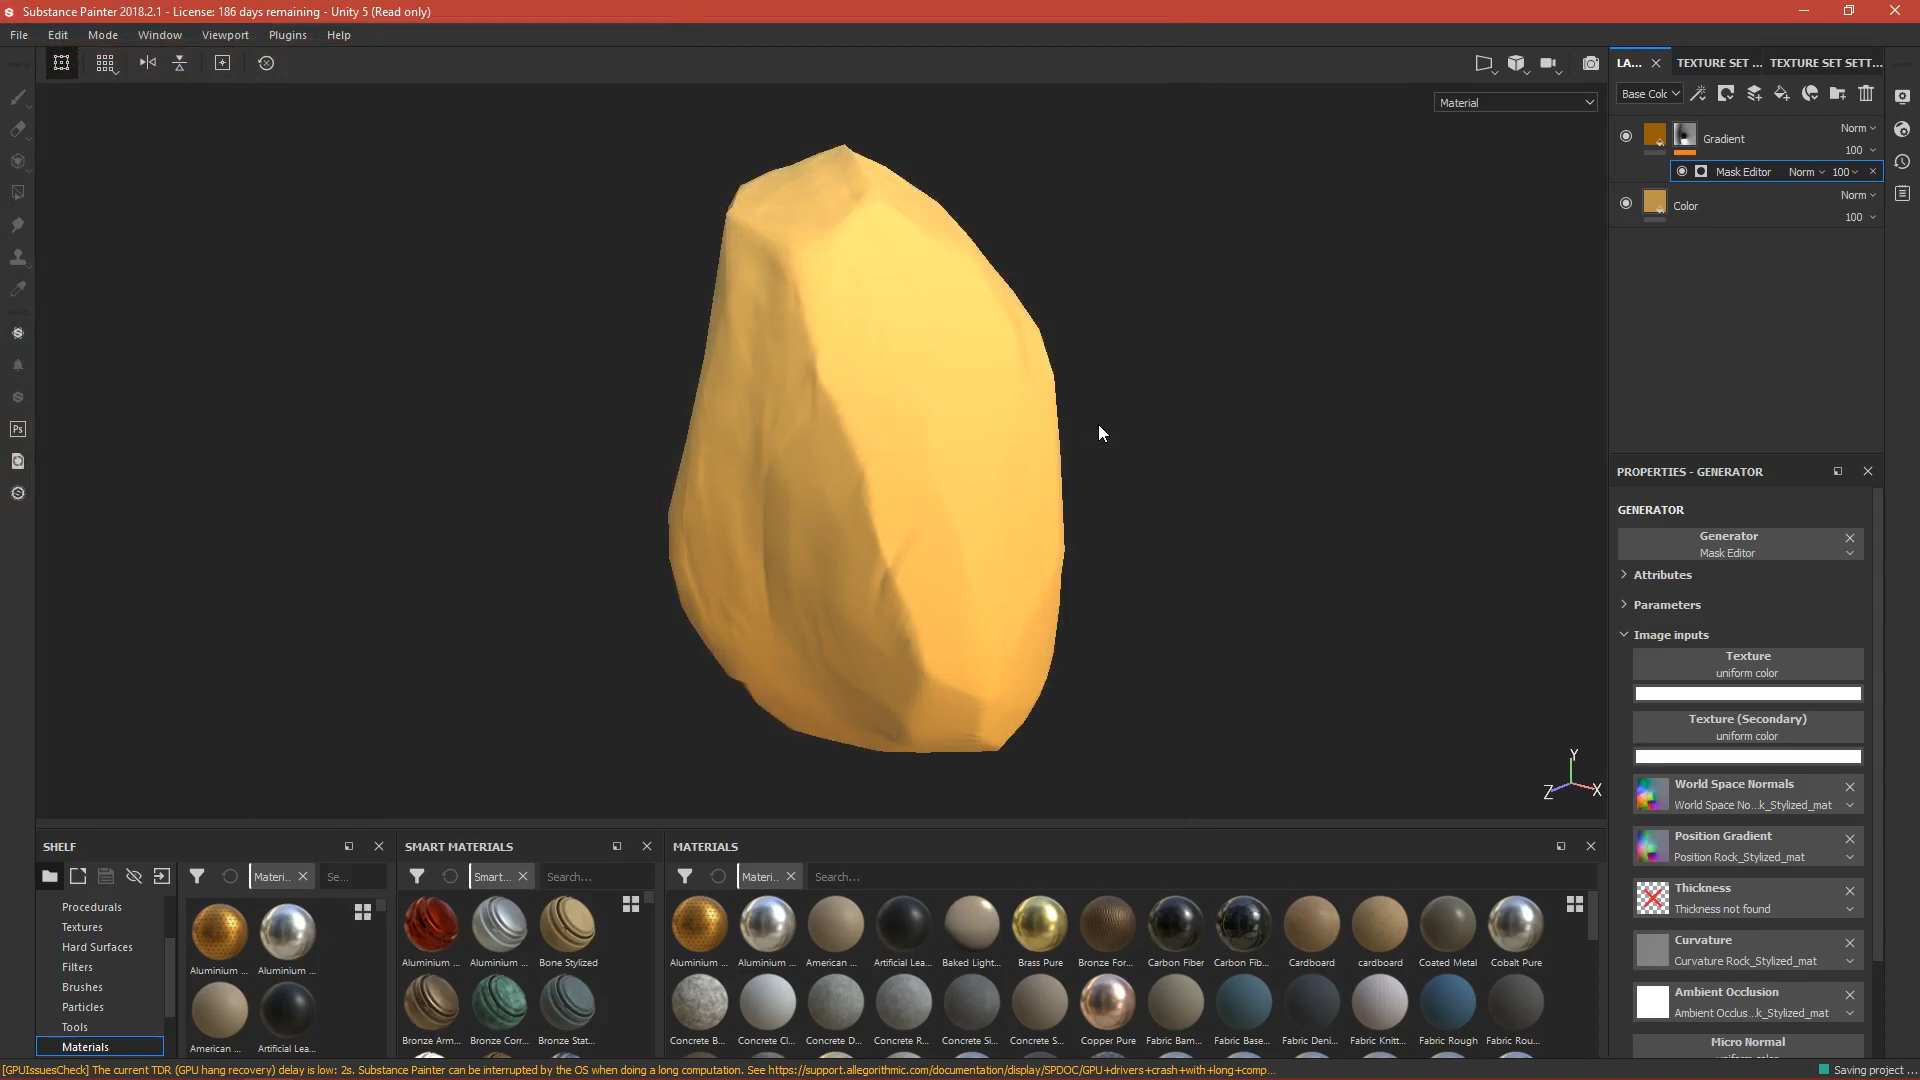 Substance Painter 2018.2.1 - License: 186 days remaining - Unity 5 (Read only)
File Edit Mode Window Viewport Plugins Help
LA... TEXTURE SET ... TEXTURE SET SETT...
Material
Base Colc
Gradient Norm 100
Mask Editor Norm 100
Color Norm 100
Ps
PROPERTIES - GENERATOR
GENERATOR
Generator
Mask Editor
Attributes
Parameters
Image inputs
Texture
uniform color
Texture (Secondary)
uniform color
World Space Normals
World Space No...k_Stylized_mat
Position Gradient
Position Rock_Stylized_mat
Thickness
Thickness not found
Curvature
Curvature Rock_Stylized_mat
Ambient Occlusion
Ambient Occlus...k_Stylized_mat
Micro Normal
Y
Z X
SHELF
Materi... Se...
Procedurals
Textures
Hard Surfaces
Filters
Brushes
Particles
Tools
Materials
Aluminium ... Aluminium ...
American ... Artificial Lea...
SMART MATERIALS
Smart... Search...
Aluminium ... Aluminium ... Bone Stylized
Bronze Arm... Bronze Corr... Bronze Stat...
MATERIALS
Materi... Search...
Aluminium ... Aluminium ... American ... Artificial Lea... Baked Light... Brass Pure Bronze For... Carbon Fiber Carbon Fib... Cardboard cardboard Coated Metal Cobalt Pure
Concrete B... Concrete Cl... Concrete D... Concrete R... Concrete Si... Concrete S... Copper Pure Fabric Bam... Fabric Base... Fabric Deni... Fabric Knitt... Fabric Rough Fabric Rou...
[GPUIssuesCheck] The current TDR (GPU hang recovery) delay is low: 2s. Substance Painter can be interrupted by the OS when doing a long computation. See https://support.allegorithmic.com/documentation/display/SPDOC/GPU+drivers+crash+with+long+comp...
Saving project ...